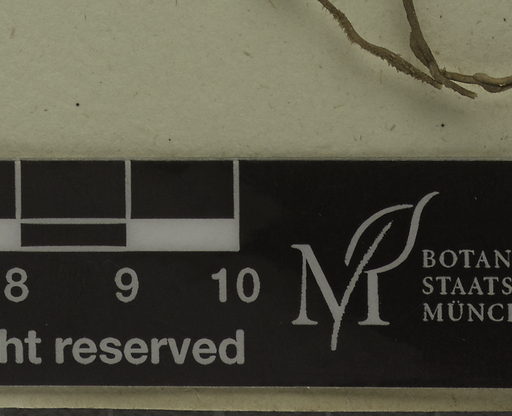 8 9 10
ht reserved
M
BOTAN
STAATS
MÜNC